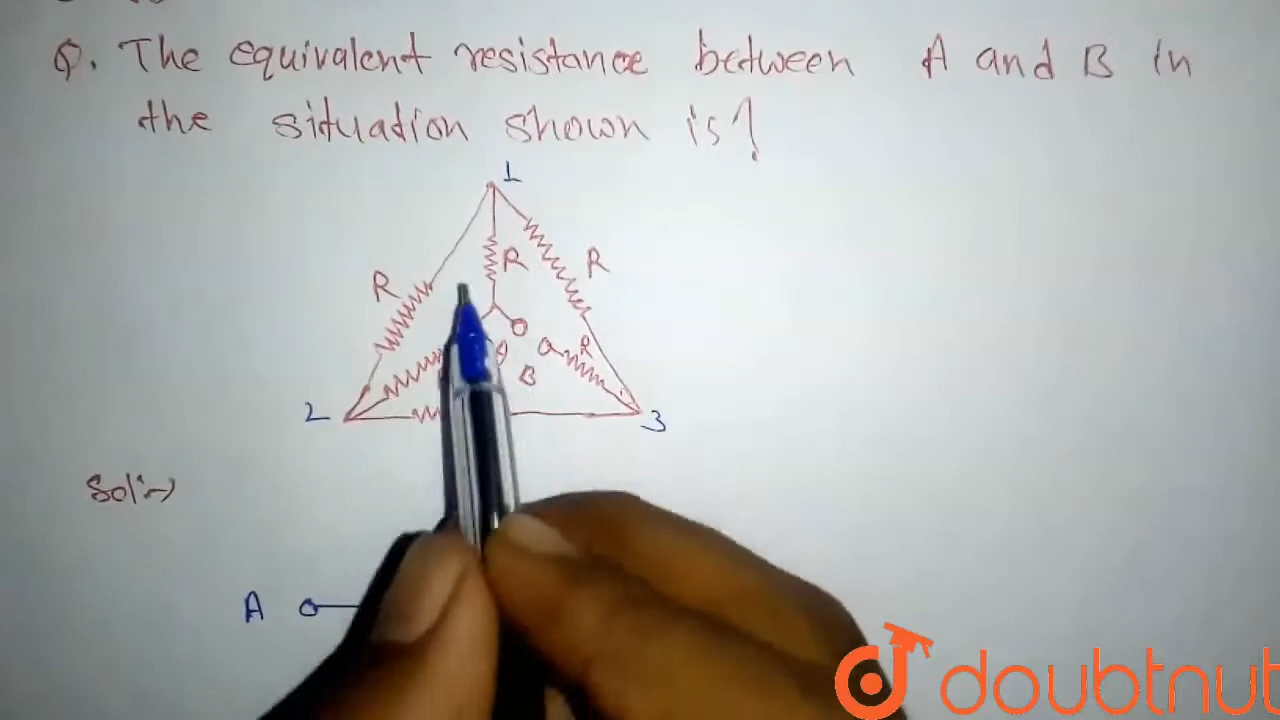 Q. The equivalent resistance between A and B in
the situation shown is?
1
R
R
R
R
A
B
2
3
Sol:-)
A
doubtnut